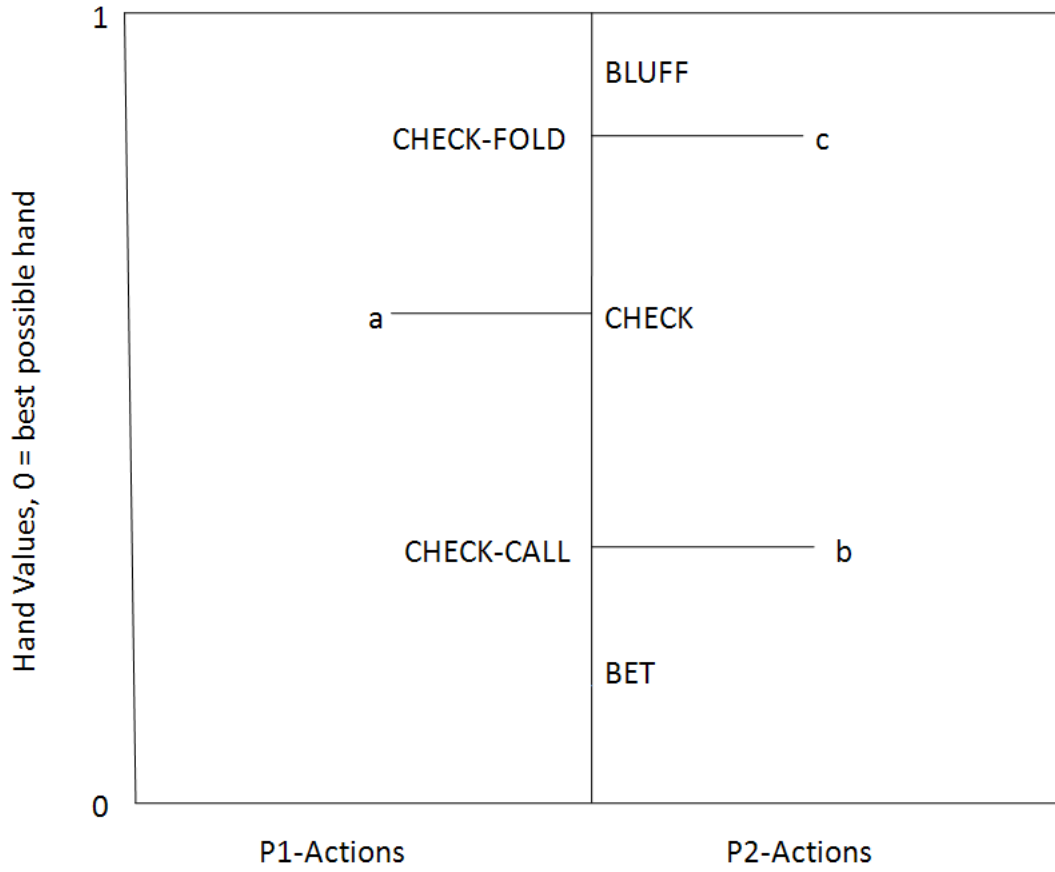 1
BLUFF
CHECK-FOLD
c
a
CHECK
CHECK-CALL
b
BET
0
Hand Values, 0 = best possible hand
P1-Actions
P2-Actions